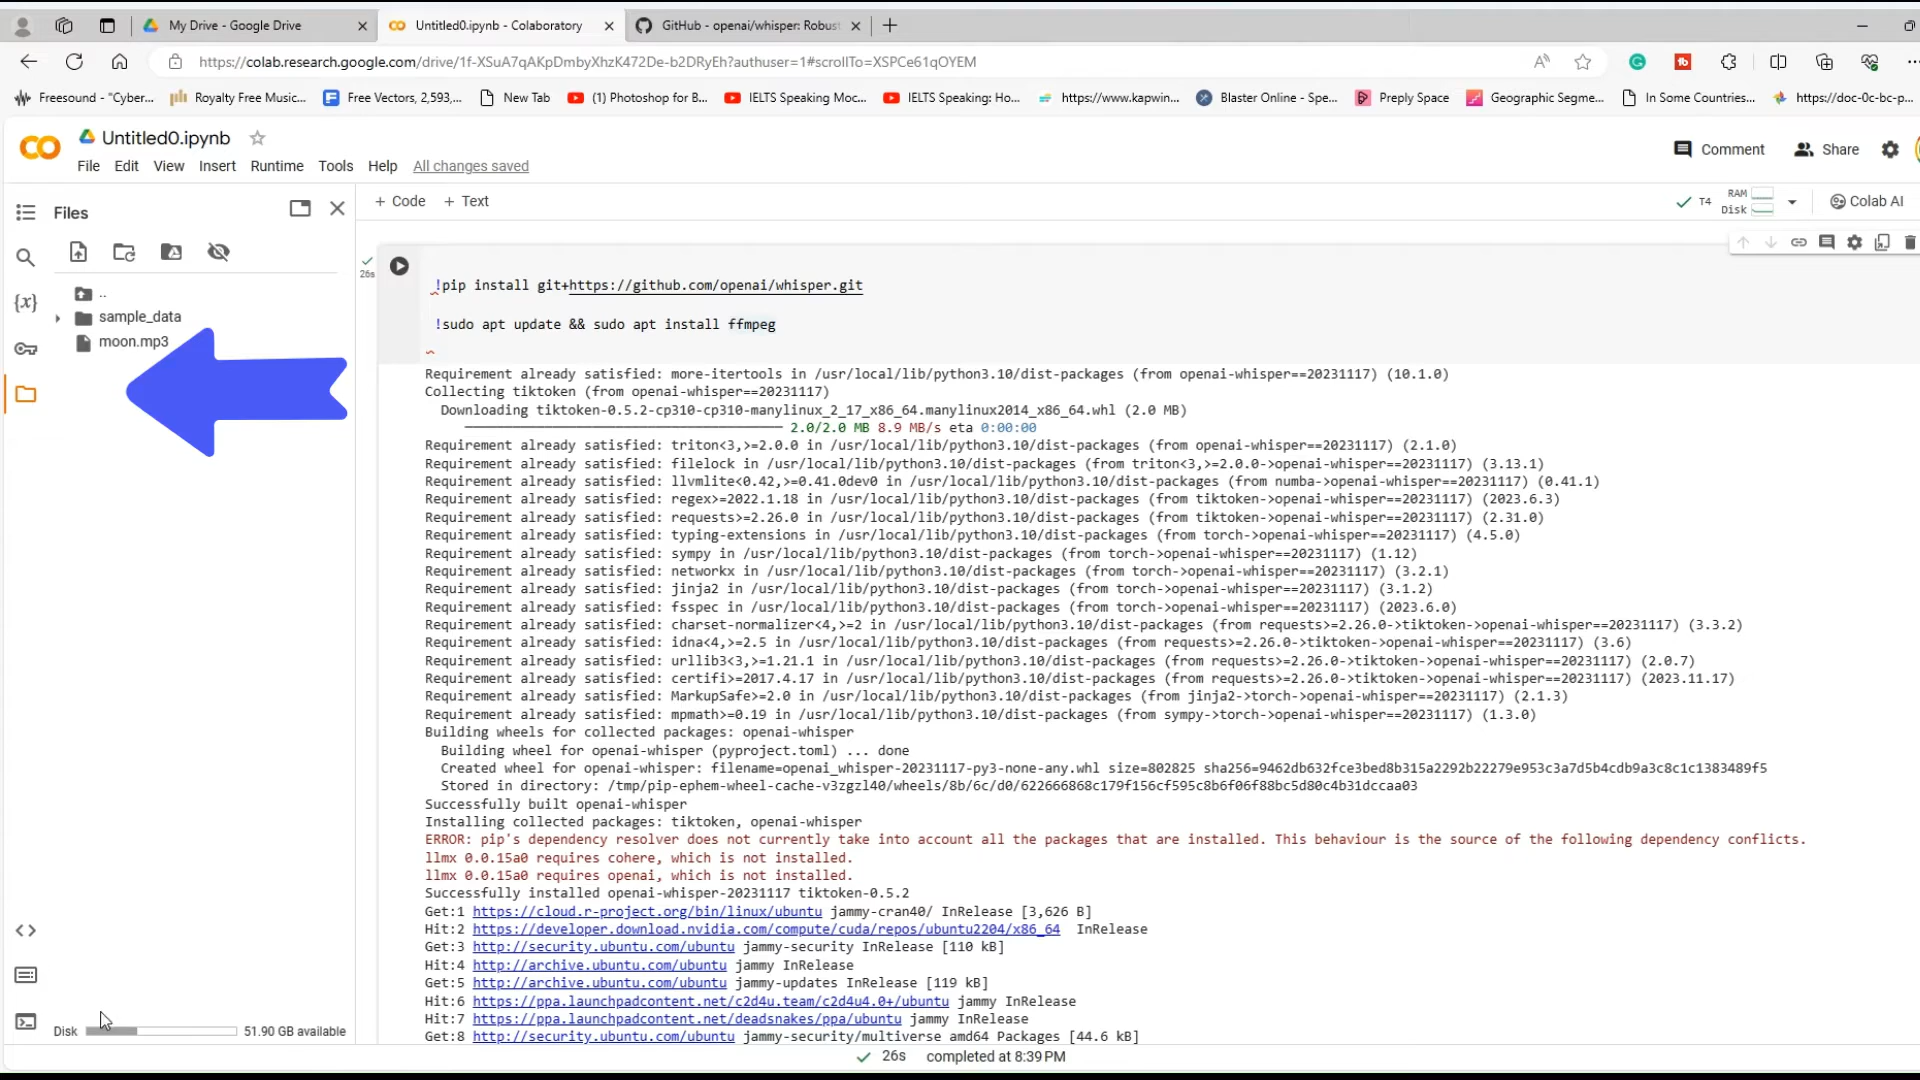 My Drive - Google Drive
Untitled0.ipynb - Colaboratory
GitHub - openai/whisper: Robust
https://colab.research.google.com/drive/1f-XSuA7qAKpDmbyXhzK472De-b2DRyEh?authuser=1#scrollTo=XSPCe61qOYEM
Freesound - "Cyber...
Royalty Free Music...
Free Vectors, 2,593,...
New Tab
(1) Photoshop for B...
IELTS Speaking Moc...
IELTS Speaking: Ho...
https://www.kapwin...
Blaster Online - Spe...
Preply Space
Geographic Segme...
In Some Countries...
https://doc-0c-bc-p...
Untitled0.ipynb
File Edit View Insert Runtime Tools Help All changes saved
Comment
Share
Files
+ Code + Text
T4
RAM
Disk
Colab AI
..
sample_data
moon.mp3
26s
!pip install git+https://github.com/openai/whisper.git
!sudo apt update && sudo apt install ffmpeg
Requirement already satisfied: more-itertools in /usr/local/lib/python3.10/dist-packages (from openai-whisper==20231117) (10.1.0)
Collecting tiktoken (from openai-whisper==20231117)
Downloading tiktoken-0.5.2-cp310-cp310-manylinux_2_17_x86_64.manylinux2014_x86_64.whl (2.0 MB)
2.0/2.0 MB 8.9 MB/s eta 0:00:00
Requirement already satisfied: triton<3,>=2.0.0 in /usr/local/lib/python3.10/dist-packages (from openai-whisper==20231117) (2.1.0)
Requirement already satisfied: filelock in /usr/local/lib/python3.10/dist-packages (from triton<3,>=2.0.0->openai-whisper==20231117) (3.13.1)
Requirement already satisfied: llvmlite<0.42,>=0.41.0dev0 in /usr/local/lib/python3.10/dist-packages (from numba->openai-whisper==20231117) (0.41.1)
Requirement already satisfied: regex>=2022.1.18 in /usr/local/lib/python3.10/dist-packages (from tiktoken->openai-whisper==20231117) (2023.6.3)
Requirement already satisfied: requests>=2.26.0 in /usr/local/lib/python3.10/dist-packages (from tiktoken->openai-whisper==20231117) (2.31.0)
Requirement already satisfied: typing-extensions in /usr/local/lib/python3.10/dist-packages (from torch->openai-whisper==20231117) (4.5.0)
Requirement already satisfied: sympy in /usr/local/lib/python3.10/dist-packages (from torch->openai-whisper==20231117) (1.12)
Requirement already satisfied: networkx in /usr/local/lib/python3.10/dist-packages (from torch->openai-whisper==20231117) (3.2.1)
Requirement already satisfied: jinja2 in /usr/local/lib/python3.10/dist-packages (from torch->openai-whisper==20231117) (3.1.2)
Requirement already satisfied: fsspec in /usr/local/lib/python3.10/dist-packages (from torch->openai-whisper==20231117) (2023.6.0)
Requirement already satisfied: charset-normalizer<4,>=2 in /usr/local/lib/python3.10/dist-packages (from requests>=2.26.0->tiktoken->openai-whisper==20231117) (3.3.2)
Requirement already satisfied: idna<4,>=2.5 in /usr/local/lib/python3.10/dist-packages (from requests>=2.26.0->tiktoken->openai-whisper==20231117) (3.6)
Requirement already satisfied: urllib3<3,>=1.21.1 in /usr/local/lib/python3.10/dist-packages (from requests>=2.26.0->tiktoken->openai-whisper==20231117) (2.0.7)
Requirement already satisfied: certifi>=2017.4.17 in /usr/local/lib/python3.10/dist-packages (from requests>=2.26.0->tiktoken->openai-whisper==20231117) (2023.11.17)
Requirement already satisfied: MarkupSafe>=2.0 in /usr/local/lib/python3.10/dist-packages (from jinja2->torch->openai-whisper==20231117) (2.1.3)
Requirement already satisfied: mpmath>=0.19 in /usr/local/lib/python3.10/dist-packages (from sympy->torch->openai-whisper==20231117) (1.3.0)
Building wheels for collected packages: openai-whisper
Building wheel for openai-whisper (pyproject.toml) ... done
Created wheel for openai-whisper: filename=openai_whisper-20231117-py3-none-any.whl size=802825 sha256=9462db632fce3bed8b315a2292b22279e953c3a7d5b4cdb9a3c8c1c1383489f5
Stored in directory: /tmp/pip-ephem-wheel-cache-v3zgzl40/wheels/8b/6c/d0/622666868c179f156cf595c8b6f06f88bc5d80c4b31dccaa03
Successfully built openai-whisper
Installing collected packages: tiktoken, openai-whisper
ERROR: pip's dependency resolver does not currently take into account all the packages that are installed. This behaviour is the source of the following dependency conflicts.
llmx 0.0.15a0 requires cohere, which is not installed.
llmx 0.0.15a0 requires openai, which is not installed.
Successfully installed openai-whisper-20231117 tiktoken-0.5.2
Get:1 https://cloud.r-project.org/bin/linux/ubuntu jammy-cran40/ InRelease [3,626 B]
Hit:2 https://developer.download.nvidia.com/compute/cuda/repos/ubuntu2204/x86_64 InRelease
Get:3 http://security.ubuntu.com/ubuntu jammy-security InRelease [110 kB]
Hit:4 http://archive.ubuntu.com/ubuntu jammy InRelease
Get:5 http://archive.ubuntu.com/ubuntu jammy-updates InRelease [119 kB]
Hit:6 https://ppa.launchpadcontent.net/c2d4u.team/c2d4u4.0+/ubuntu jammy InRelease
Hit:7 https://ppa.launchpadcontent.net/deadsnakes/ppa/ubuntu jammy InRelease
Get:8 http://security.ubuntu.com/ubuntu jammy-security/multiverse amd64 Packages [44.6 kB]
Disk 51.90 GB available
26s completed at 8:39 PM